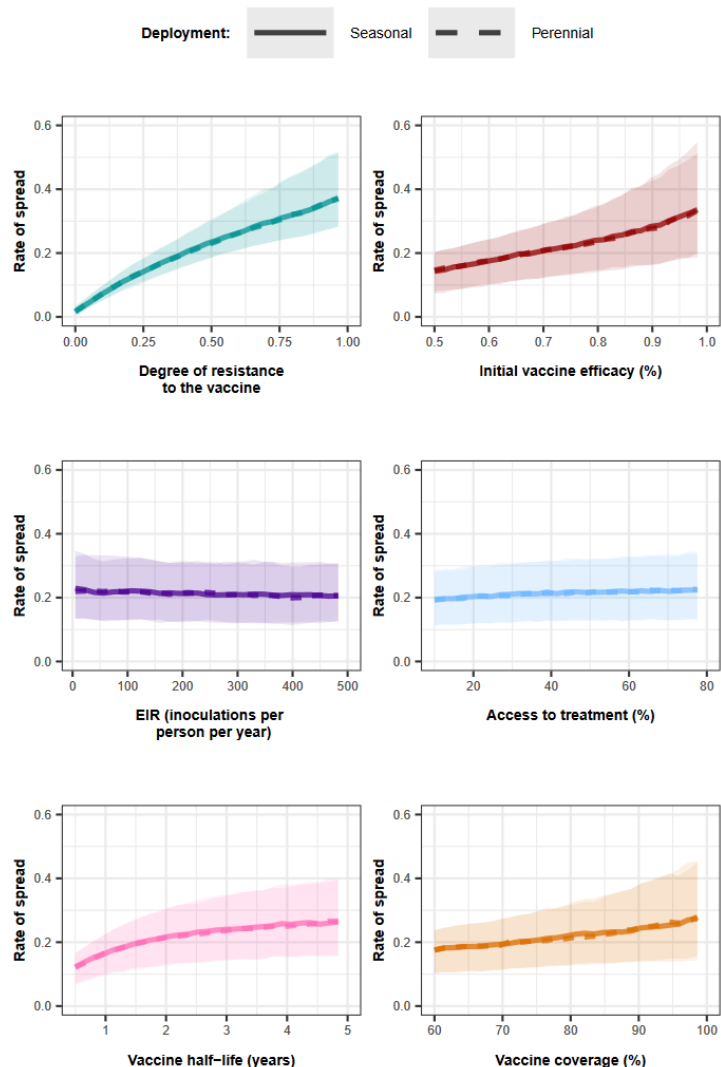 Deployment: Seasonal Perennial
0.6
0.4
0.2
0.0
Rate of spread
0.00 0.25 0.50 0.75 1.00
Degree of resistance
to the vaccine
0.6
0.4
0.2
0.0
Rate of spread
0.5 0.6 0.7 0.8 0.9 1.0
Initial vaccine efficacy (%)
0.6
0.4
0.2
0.0
Rate of spread
0 100 200 300 400 500
EIR (inoculations per
person per year)
0.6
0.4
0.2
0.0
Rate of spread
20 40 60 80
Access to treatment (%)
0.6
0.4
0.2
0.0
Rate of spread
1 2 3 4 5
Vaccine half−life (years)
0.6
0.4
0.2
0.0
Rate of spread
60 70 80 90 100
Vaccine coverage (%)